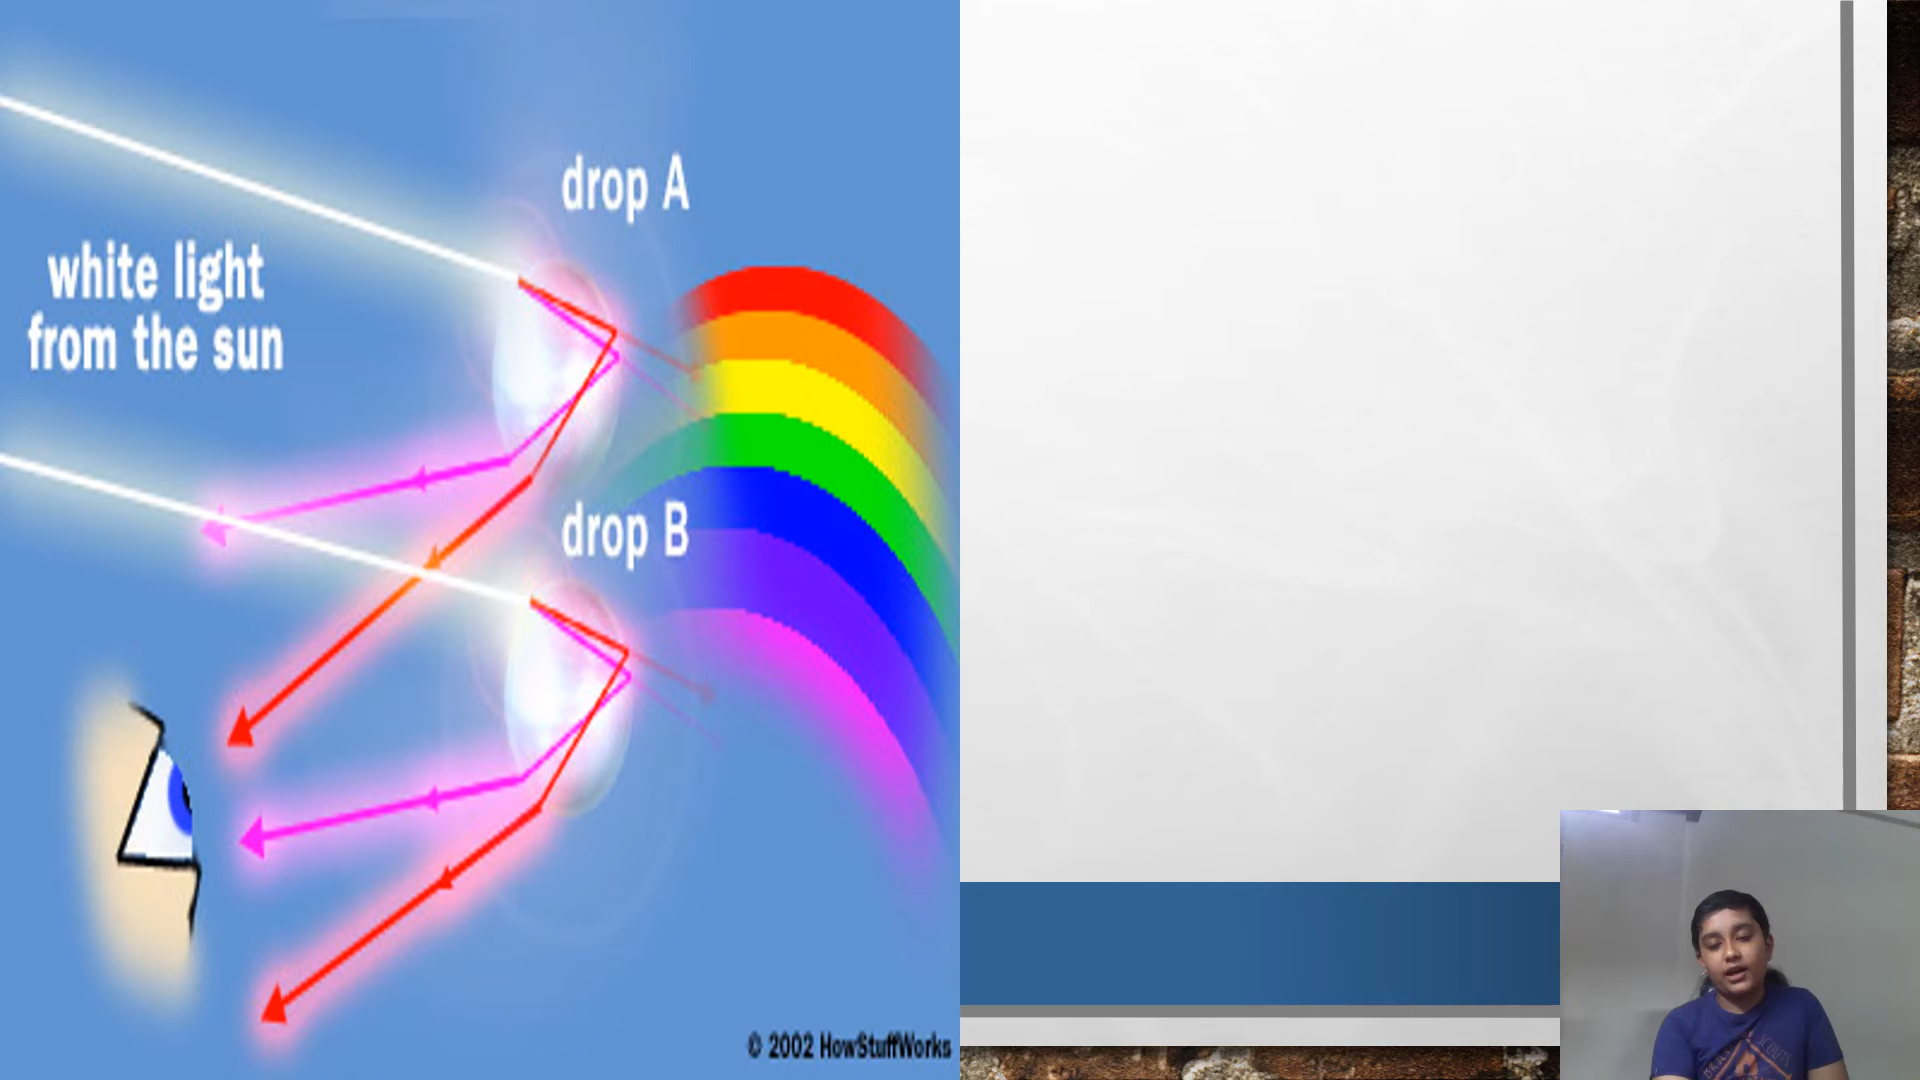 drop A
white light
from the sun
drop B
© 2002 HowStuffWorks